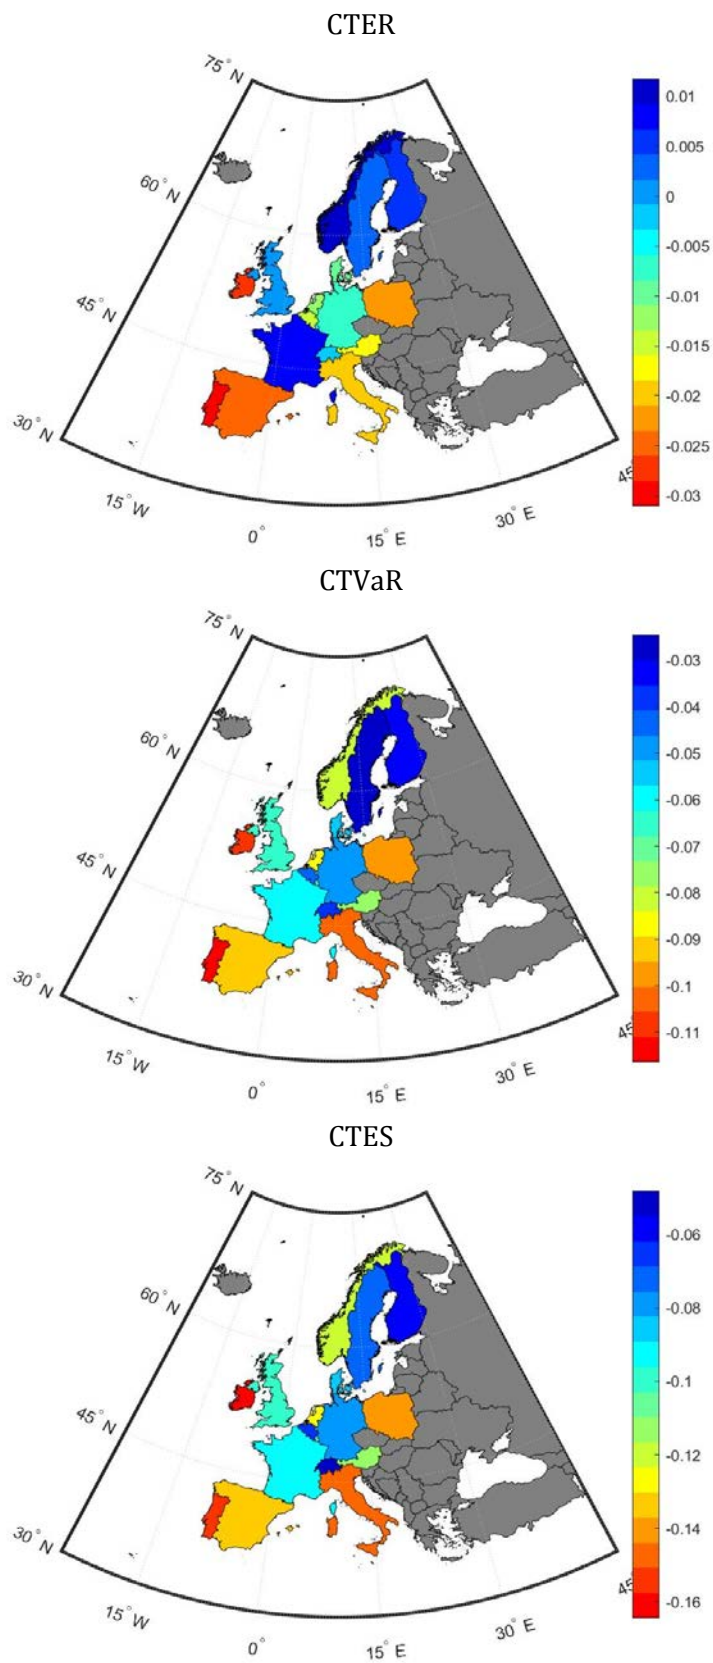 CTER
75° N
60° N
45° N
30° N
15° W
0°
15° E
30° E
45°
0.01
0.005
0
-0.005
-0.01
-0.015
-0.02
-0.025
-0.03
CTVaR
75° N
60° N
45° N
30° N
15° W
0°
15° E
30° E
45°
-0.03
-0.04
-0.05
-0.06
-0.07
-0.08
-0.09
-0.1
-0.11
CTES
75° N
60° N
45° N
30° N
15° W
0°
15° E
30° E
45°
-0.06
-0.08
-0.1
-0.12
-0.14
-0.16